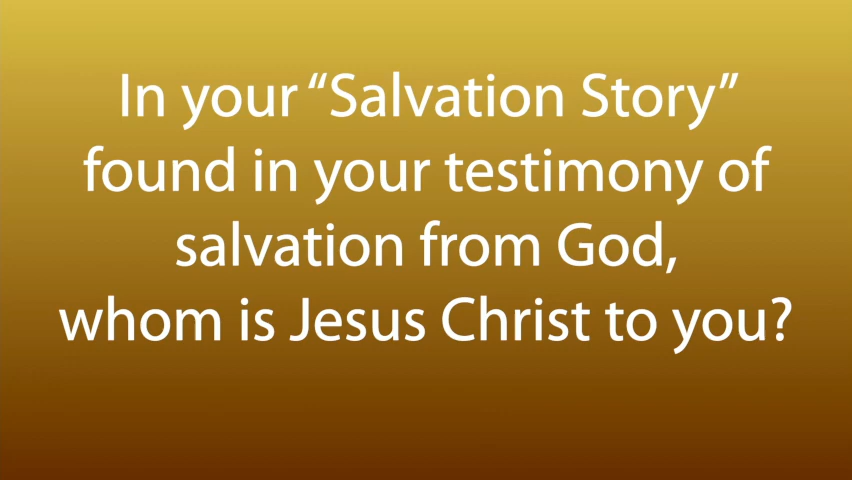 In your “Salvation Story”
found in your testimony of
salvation from God,
whom is Jesus Christ to you?